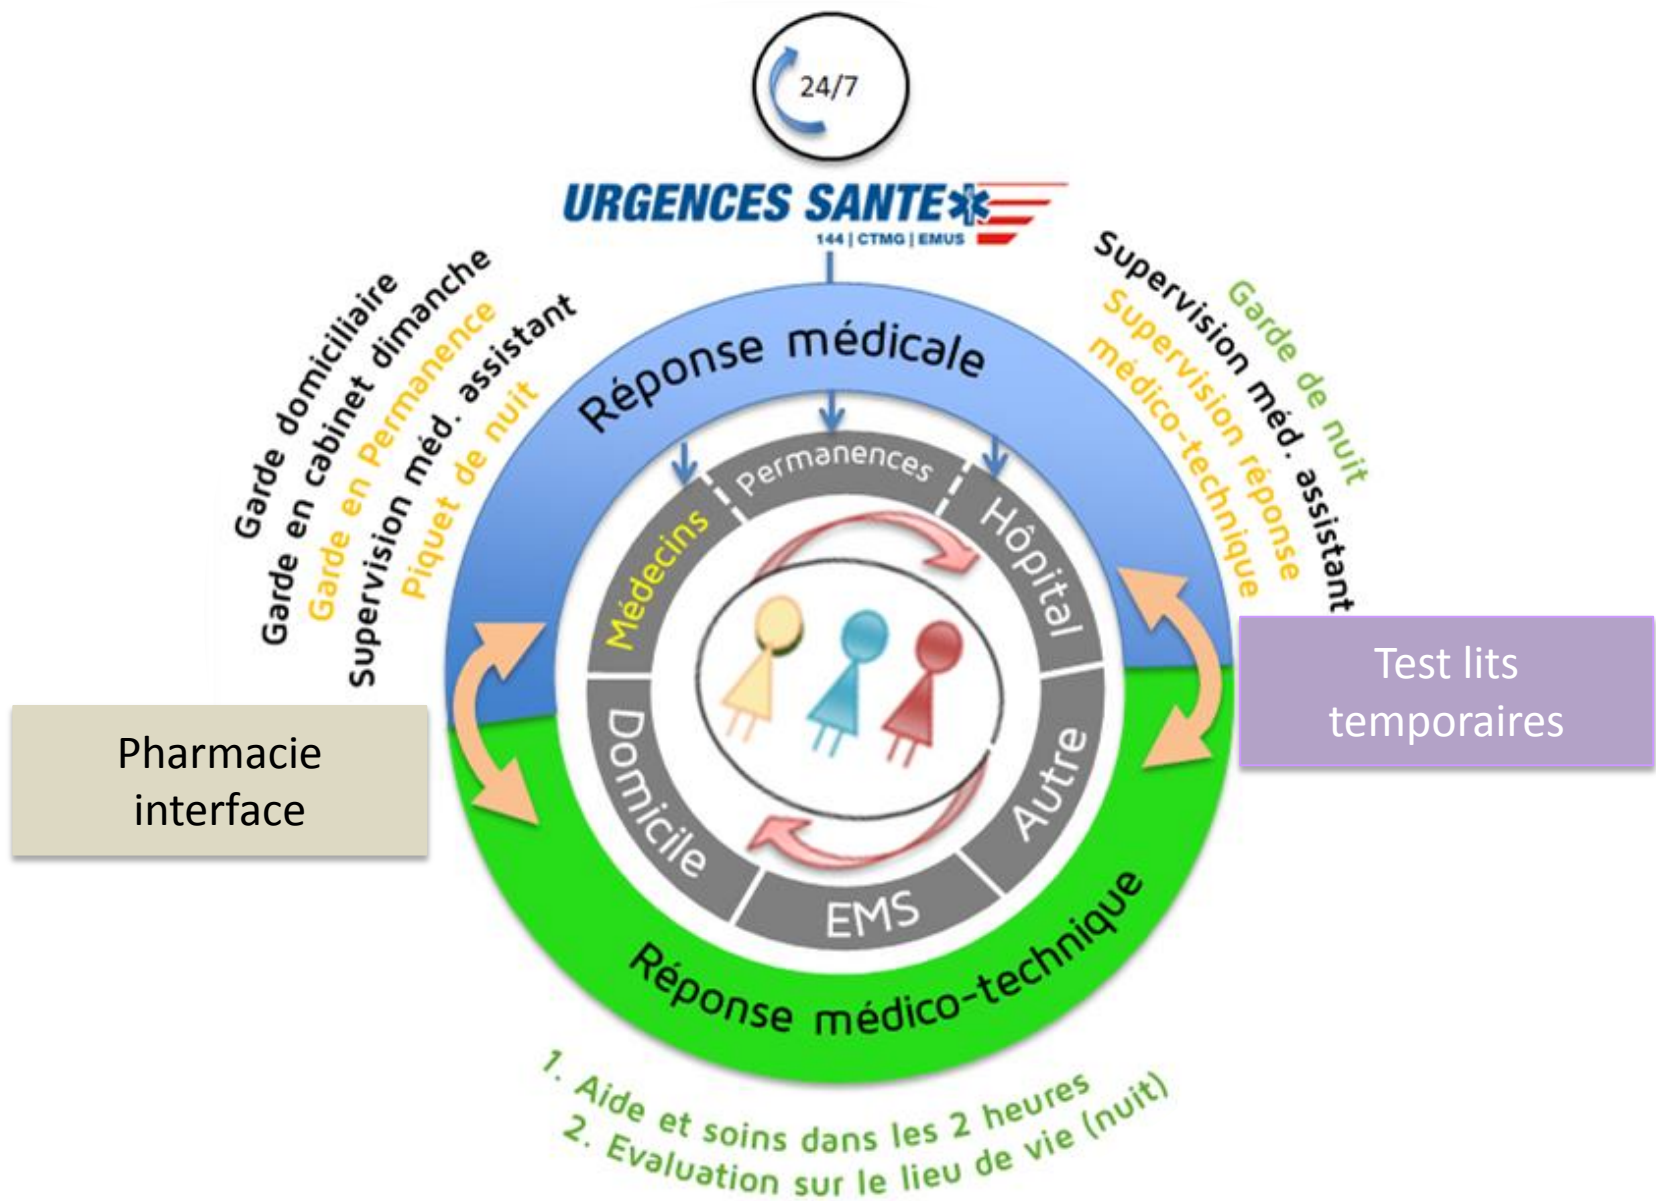 24/7
URGENCES SANTE
144 | CTMG | EMUS
Garde domiciliaire
Garde en cabinet dimanche
Garde en Permanence
Supervision méd. assistant
Piquet de nuit
Garde de nuit
Supervision méd. assistant
Supervision réponse
médico-technique
Réponse médicale
Permanences
Médecins
Hôpital
Domicile
Autre
EMS
Pharmacie
interface
Test lits
temporaires
Réponse médico-technique
1. Aide et soins dans les 2 heures
2. Evaluation sur le lieu de vie (nuit)